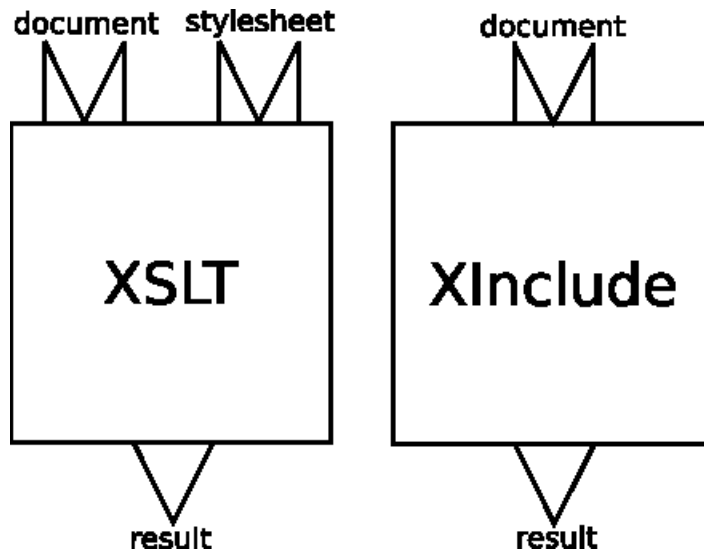 document
stylesheet
document
XSLT
XInclude
result
result